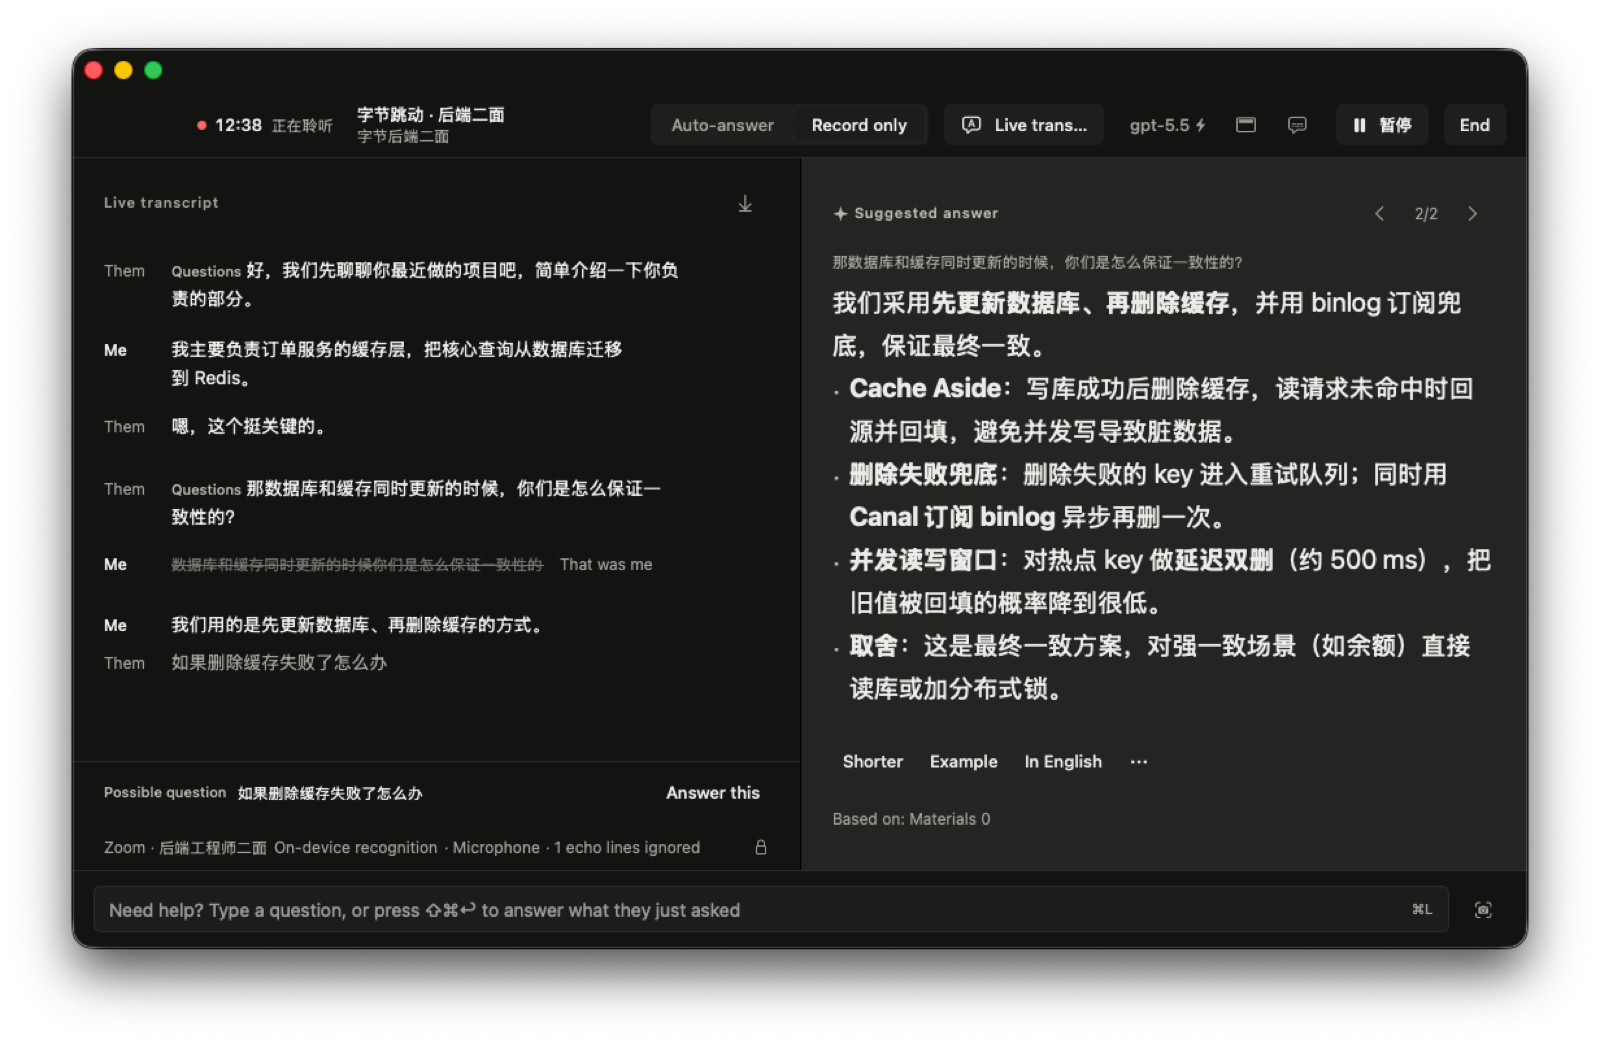 12:38 正在聆听
字节跳动 · 后端二面
字节后端二面
Auto-answer
Record only
Live trans...
gpt-5.5
暂停
End
Live transcript
Them Questions 好，我们先聊聊你最近做的项目吧，简单介绍一下你负
责的部分。
Me 我主要负责订单服务的缓存层，把核心查询从数据库迁移
到 Redis。
Them 嗯，这个挺关键的。
Them Questions 那数据库和缓存同时更新的时候，你们是怎么保证一
致性的?
Me 数据库和缓存同时更新的时候你们是怎么保证一致性的 That was me
Me 我们用的是先更新数据库、再删除缓存的方式。
Them 如果删除缓存失败了怎么办
Possible question 如果删除缓存失败了怎么办 Answer this
Zoom · 后端工程师二面 On-device recognition · Microphone · 1 echo lines ignored
Suggested answer
2/2
那数据库和缓存同时更新的时候，你们是怎么保证一致性的?
我们采用先更新数据库、再删除缓存，并用 binlog 订阅兜
底，保证最终一致。
· Cache Aside：写库成功后删除缓存，读请求未命中时回
源并回填，避免并发写导致脏数据。
· 删除失败兜底：删除失败的 key 进入重试队列；同时用
Canal 订阅 binlog 异步再删一次。
· 并发读写窗口：对热点 key 做延迟双删（约 500 ms），把
旧值被回填的概率降到很低。
· 取舍：这是最终一致方案，对强一致场景（如余额）直接
读库或加分布式锁。
Shorter Example In English ···
Based on: Materials 0
Need help? Type a question, or press ⇧⌘↩ to answer what they just asked
⌘L